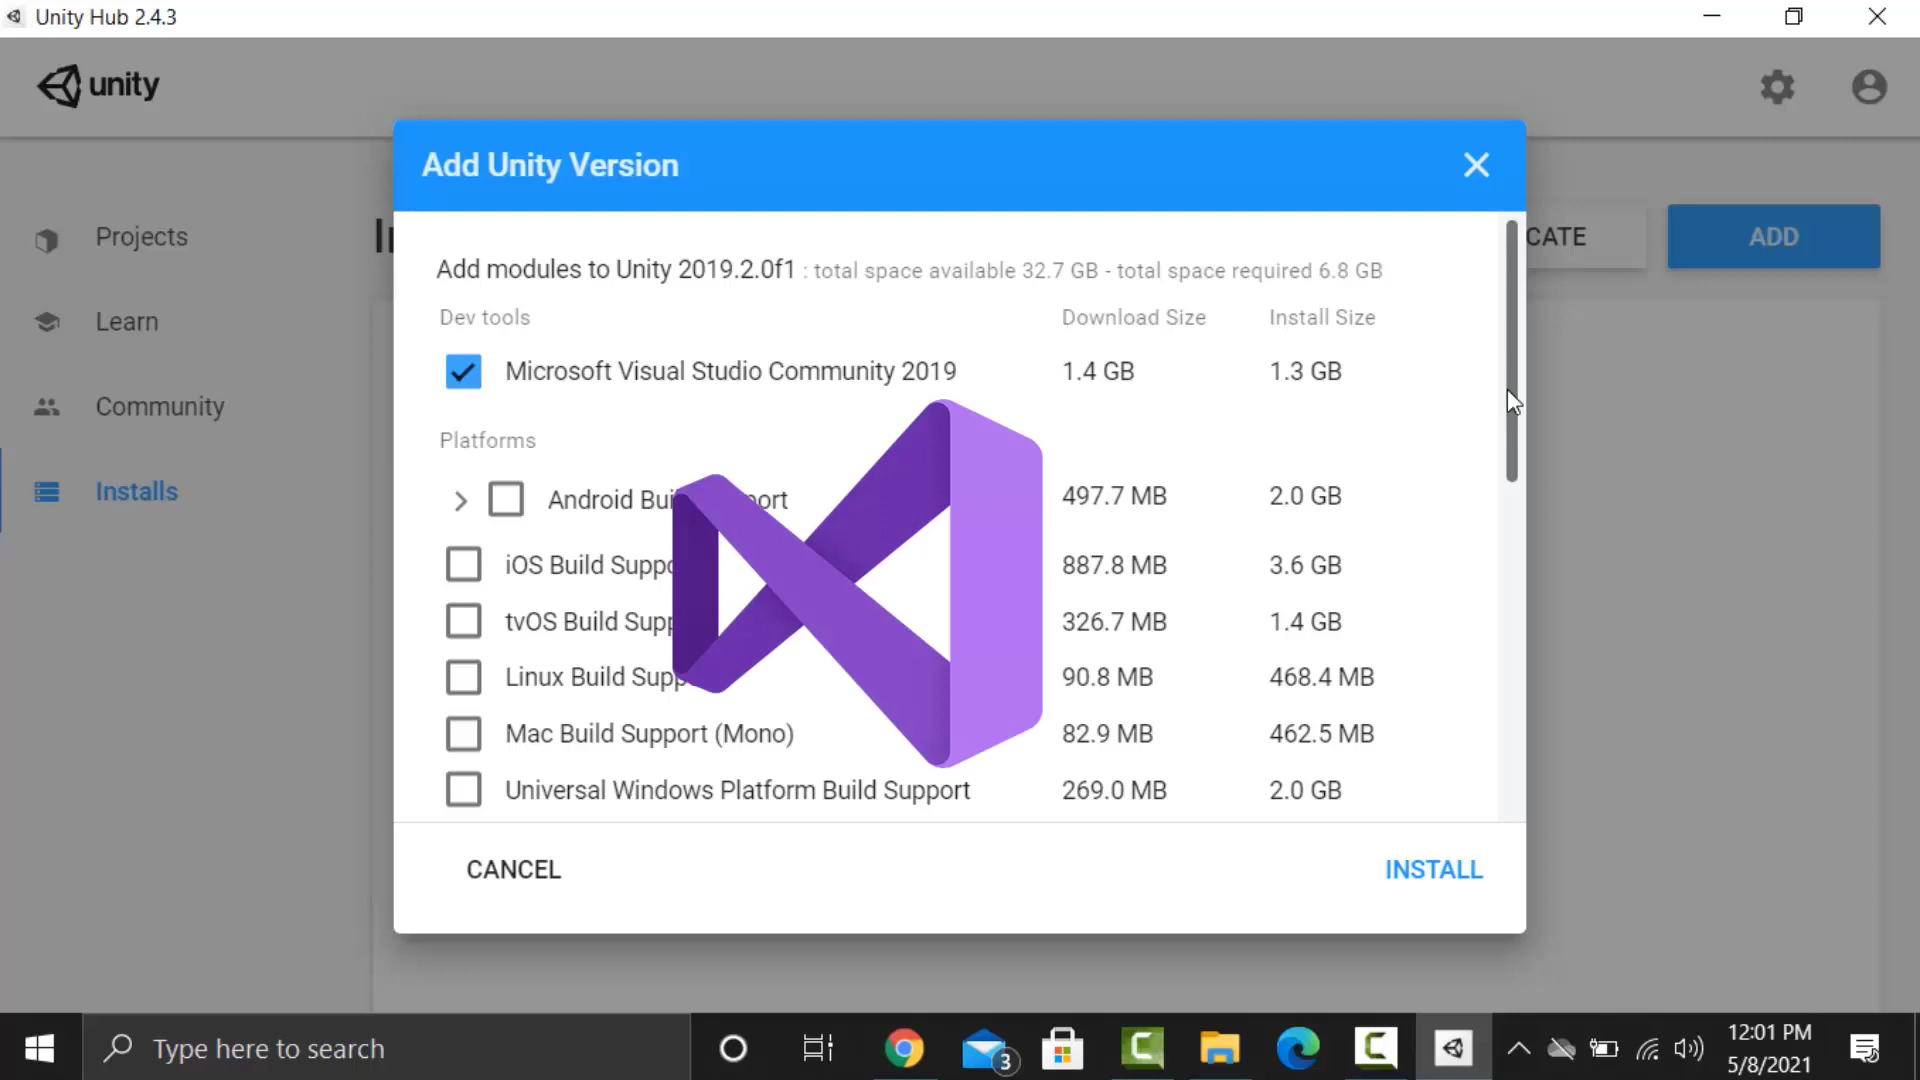 Unity Hub 2.4.3
unity
Add Unity Version
Projects
CATE
ADD
Add modules to Unity 2019.2.0f1 : total space available 32.7 GB - total space required 6.8 GB
Learn
Dev tools Download Size Install Size
Microsoft Visual Studio Community 2019 1.4 GB 1.3 GB
Community
Platforms
Installs
Android Bui ort 497.7 MB 2.0 GB
iOS Build Suppo 887.8 MB 3.6 GB
tvOS Build Supp 326.7 MB 1.4 GB
Linux Build Supp 90.8 MB 468.4 MB
Mac Build Support (Mono) 82.9 MB 462.5 MB
Universal Windows Platform Build Support 269.0 MB 2.0 GB
CANCEL INSTALL
Type here to search
3
12:01 PM
5/8/2021